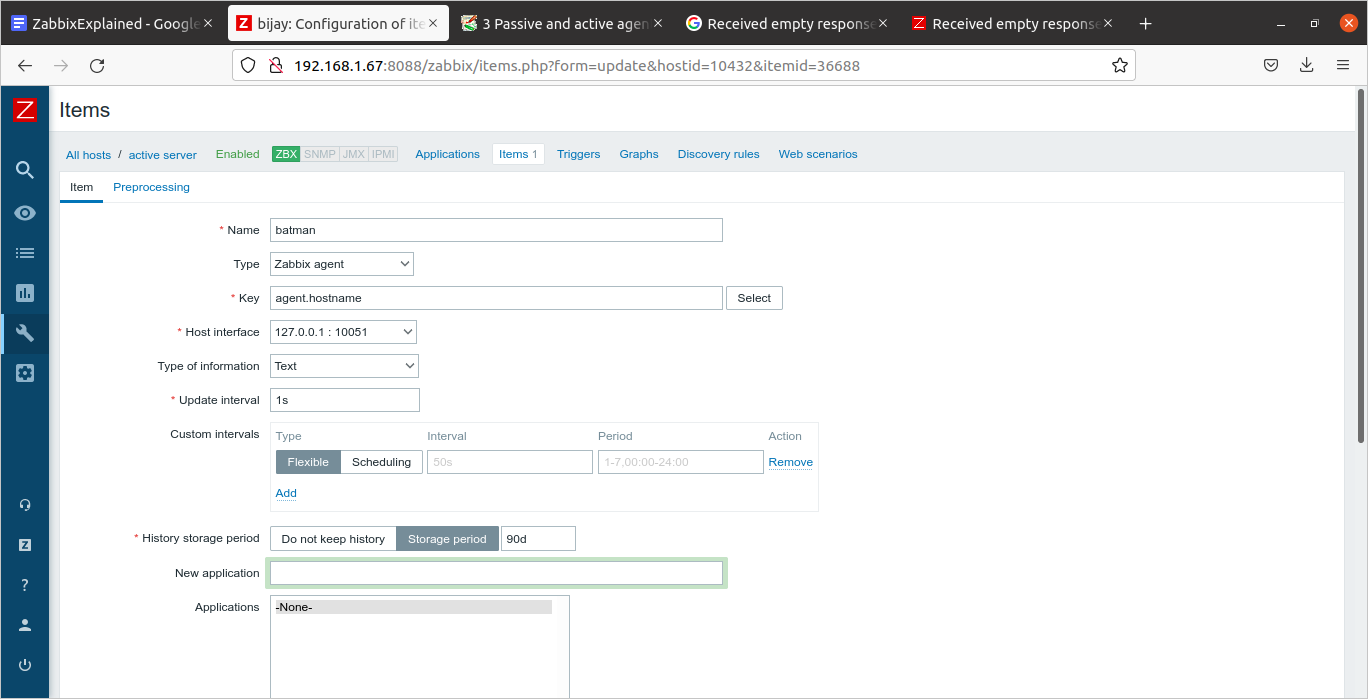 ZabbixExplained - Google
bijay: Configuration of ite
3 Passive and active agen
Received empty response
Received empty response
192.168.1.67:8088/zabbix/items.php?form=update&hostid=10432&itemid=36688
Z
Items
All hosts / active server Enabled ZBX SNMP JMX IPMI Applications Items 1 Triggers Graphs Discovery rules Web scenarios
Item Preprocessing
* Name batman
Type Zabbix agent
* Key agent.hostname Select
* Host interface 127.0.0.1 : 10051
Type of information Text
* Update interval 1s
Custom intervals Type Interval Period Action
Flexible Scheduling 50s 1-7,00:00-24:00 Remove
Add
* History storage period Do not keep history Storage period 90d
New application
Applications -None-
Z
?